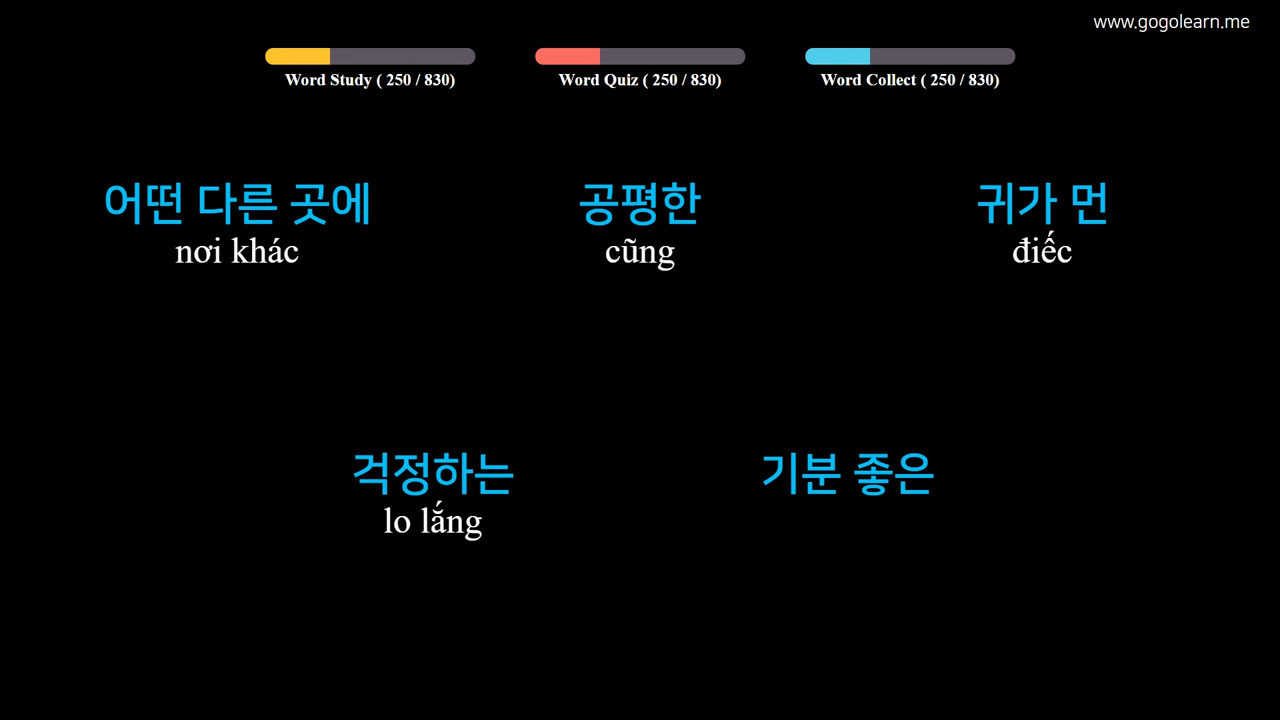 www.gogolearn.me
Word Study ( 250 / 830)
Word Quiz ( 250 / 830)
Word Collect ( 250 / 830)
어떤 다른 곳에
nơi khác
공평한
cũng
귀가 먼
điếc
걱정하는
lo lắng
기분 좋은